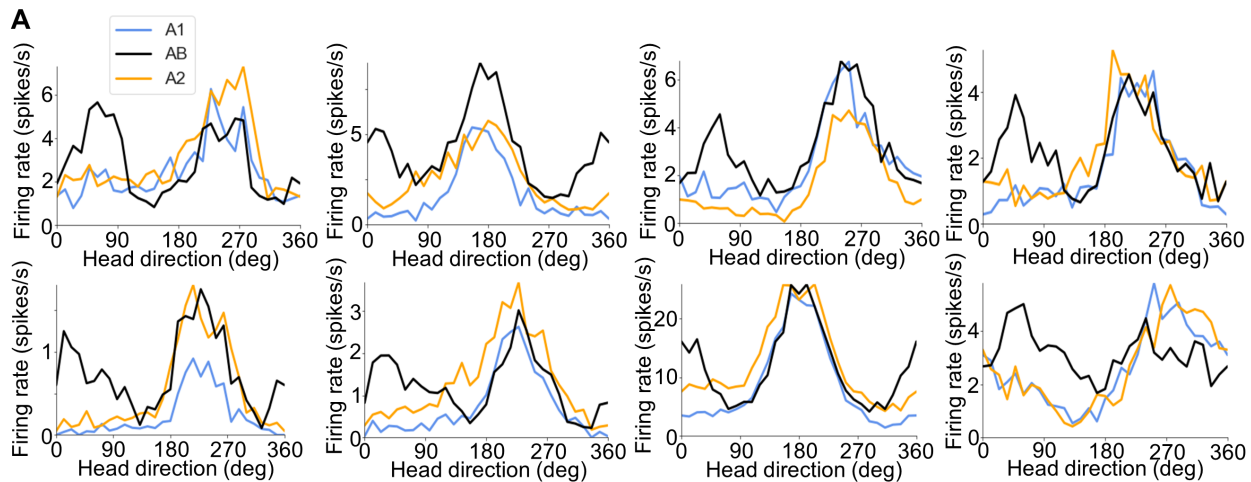 A
A1
AB
A2
Firing rate (spikes/s)
6
4
2
0
0 90 180 270 360
Head direction (deg)
Firing rate (spikes/s)
5
0
0 90 180 270 360
Head direction (deg)
Firing rate (spikes/s)
6
4
2
0
0 90 180 270 360
Head direction (deg)
Firing rate (spikes/s)
4
2
0
0 90 180 270 360
Head direction (deg)
Firing rate (spikes/s)
1
0
0 90 180 270 360
Head direction (deg)
Firing rate (spikes/s)
3
2
1
0
0 90 180 270 360
Head direction (deg)
Firing rate (spikes/s)
20
10
0
0 90 180 270 360
Head direction (deg)
Firing rate (spikes/s)
4
2
0
0 90 180 270 360
Head direction (deg)